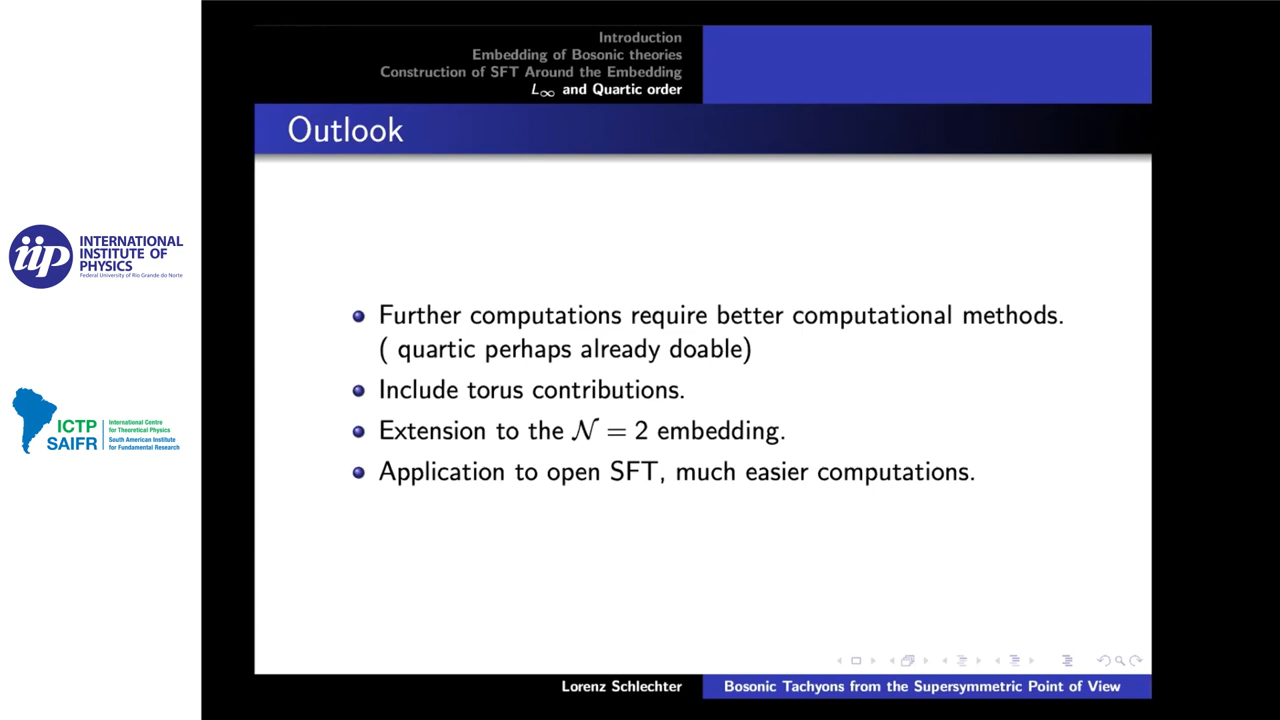 Introduction
Embedding of Bosonic theories
Construction of SFT Around the Embedding
L∞ and Quartic order
Outlook
iip
INTERNATIONAL
INSTITUTE OF
PHYSICS
Federal University of Rio Grande do Norte
ICTP
SAIFR
International Centre
for Theoretical Physics
South American Institute
for Fundamental Research
Further computations require better computational methods.
( quartic perhaps already doable)
Include torus contributions.
Extension to the 𝒩 = 2 embedding.
Application to open SFT, much easier computations.
Lorenz Schlechter
Bosonic Tachyons from the Supersymmetric Point of View